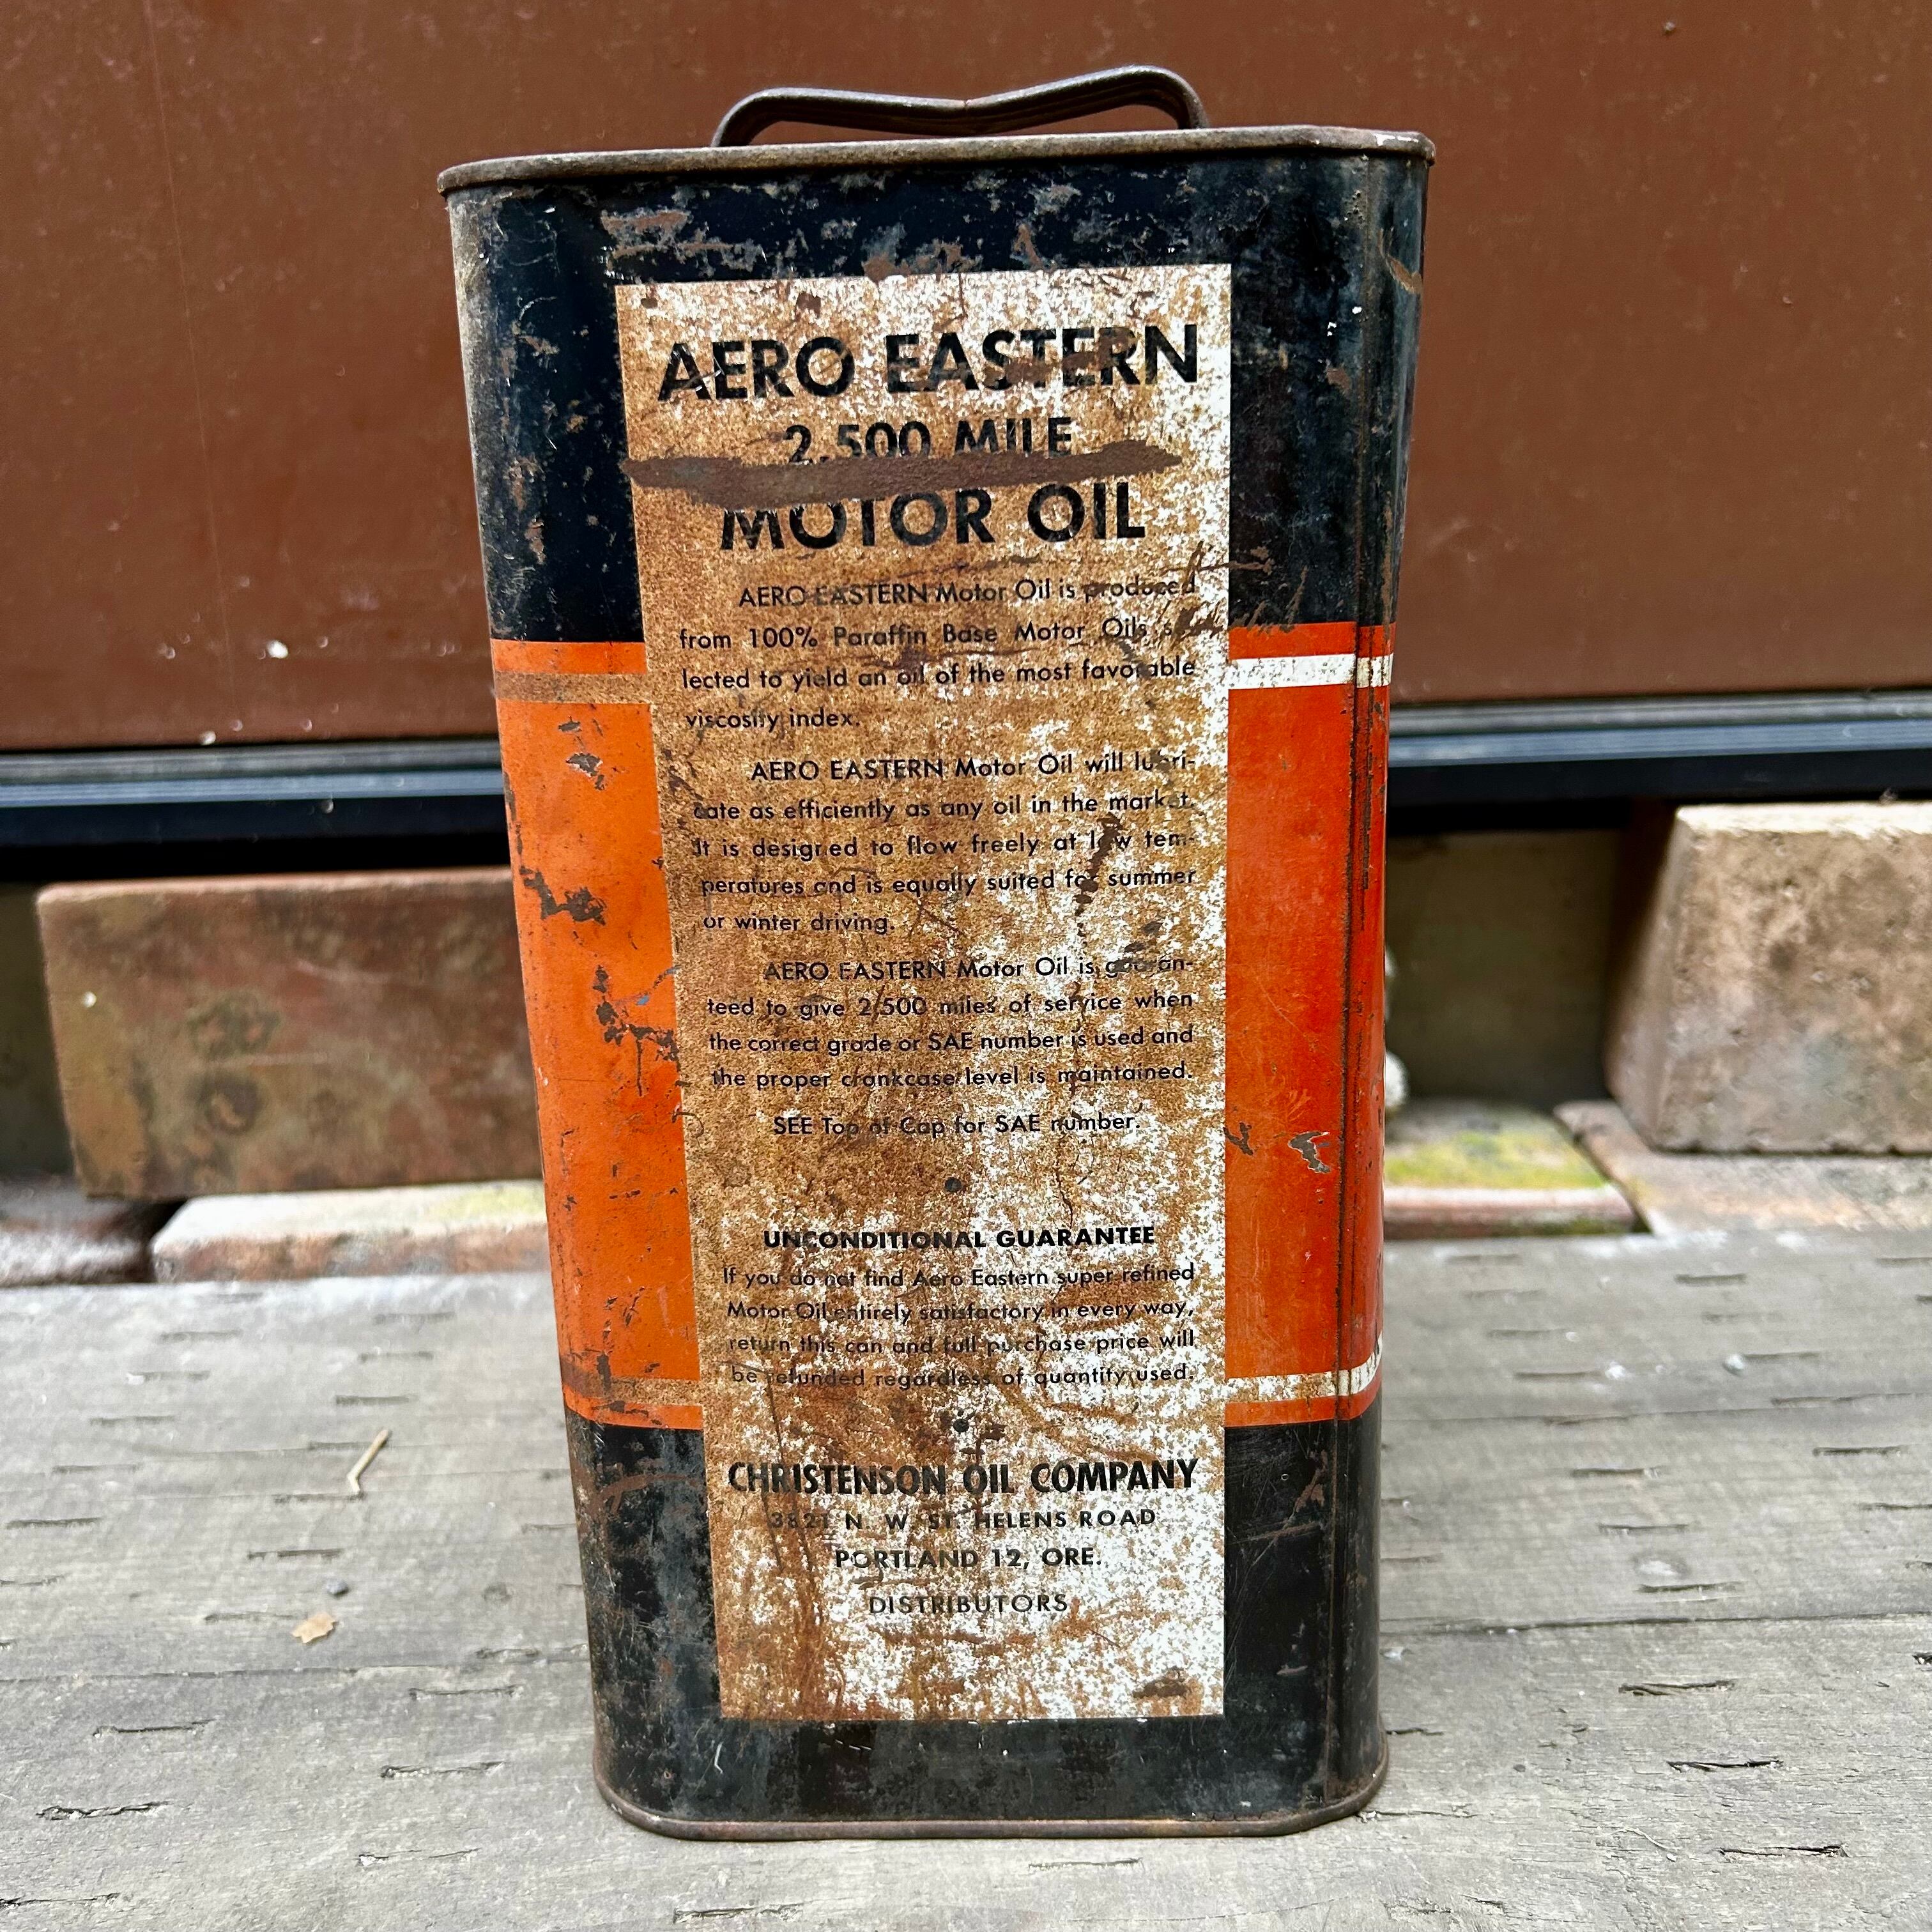 AERO EASTERN
2,500 MILE
MOTOR OIL
AERO EASTERN Motor Oil is produced
from 100% Paraffin Base Motor Oils se-
lected to yield an oil of the most favorable
viscosity index.
AERO EASTERN Motor Oil will lubri-
cate as efficiently as any oil in the market.
It is designed to flow freely at low tem-
peratures and is equally suited for summer
or winter driving.
AERO EASTERN Motor Oil is guaran-
teed to give 2,500 miles of service when
the correct grade or SAE number is used and
the proper crankcase level is maintained.
SEE Top of Cap for SAE number.
UNCONDITIONAL GUARANTEE
If you do not find Aero Eastern super refined
Motor Oil entirely satisfactory in every way,
return this can and full purchase price will
be refunded regardless of quantity used.
CHRISTENSON OIL COMPANY
3821 N. W. ST. HELENS ROAD
PORTLAND 12, ORE.
DISTRIBUTORS